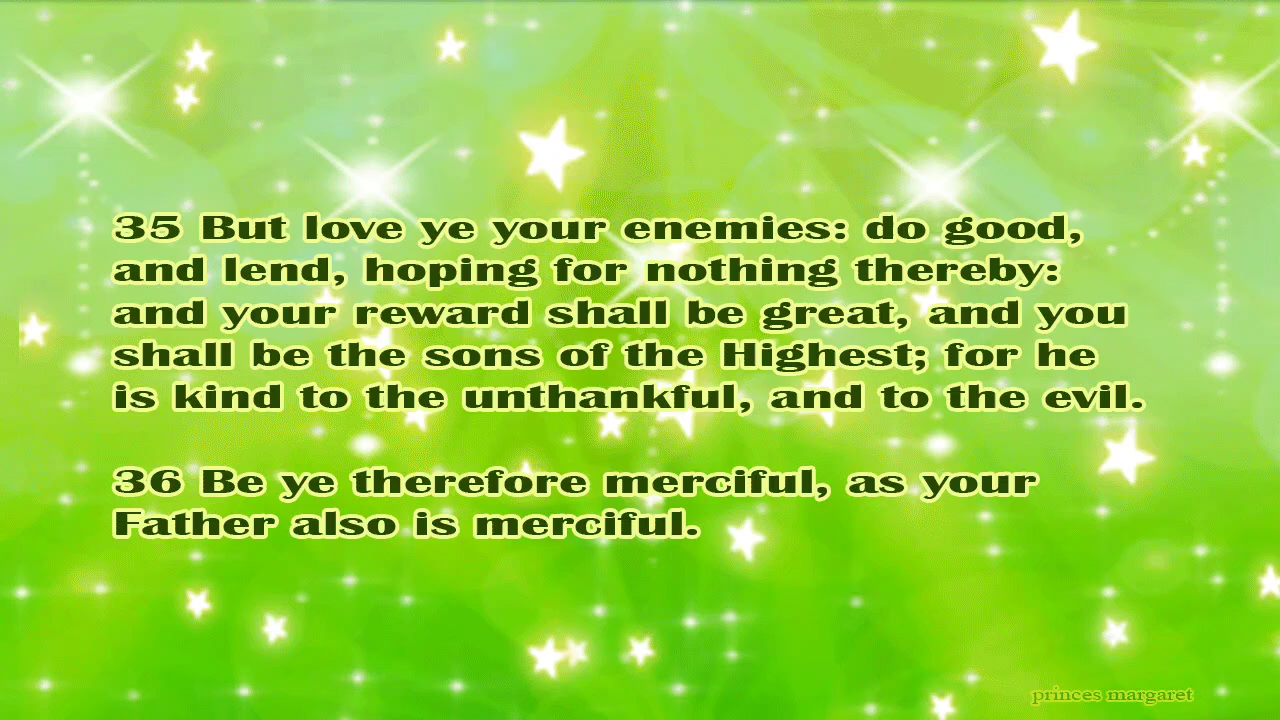 35 But love ye your enemies: do good,
and lend, hoping for nothing thereby:
and your reward shall be great, and you
shall be the sons of the Highest; for he
is kind to the unthankful, and to the evil.
36 Be ye therefore merciful, as your
Father also is merciful.
princes margaret